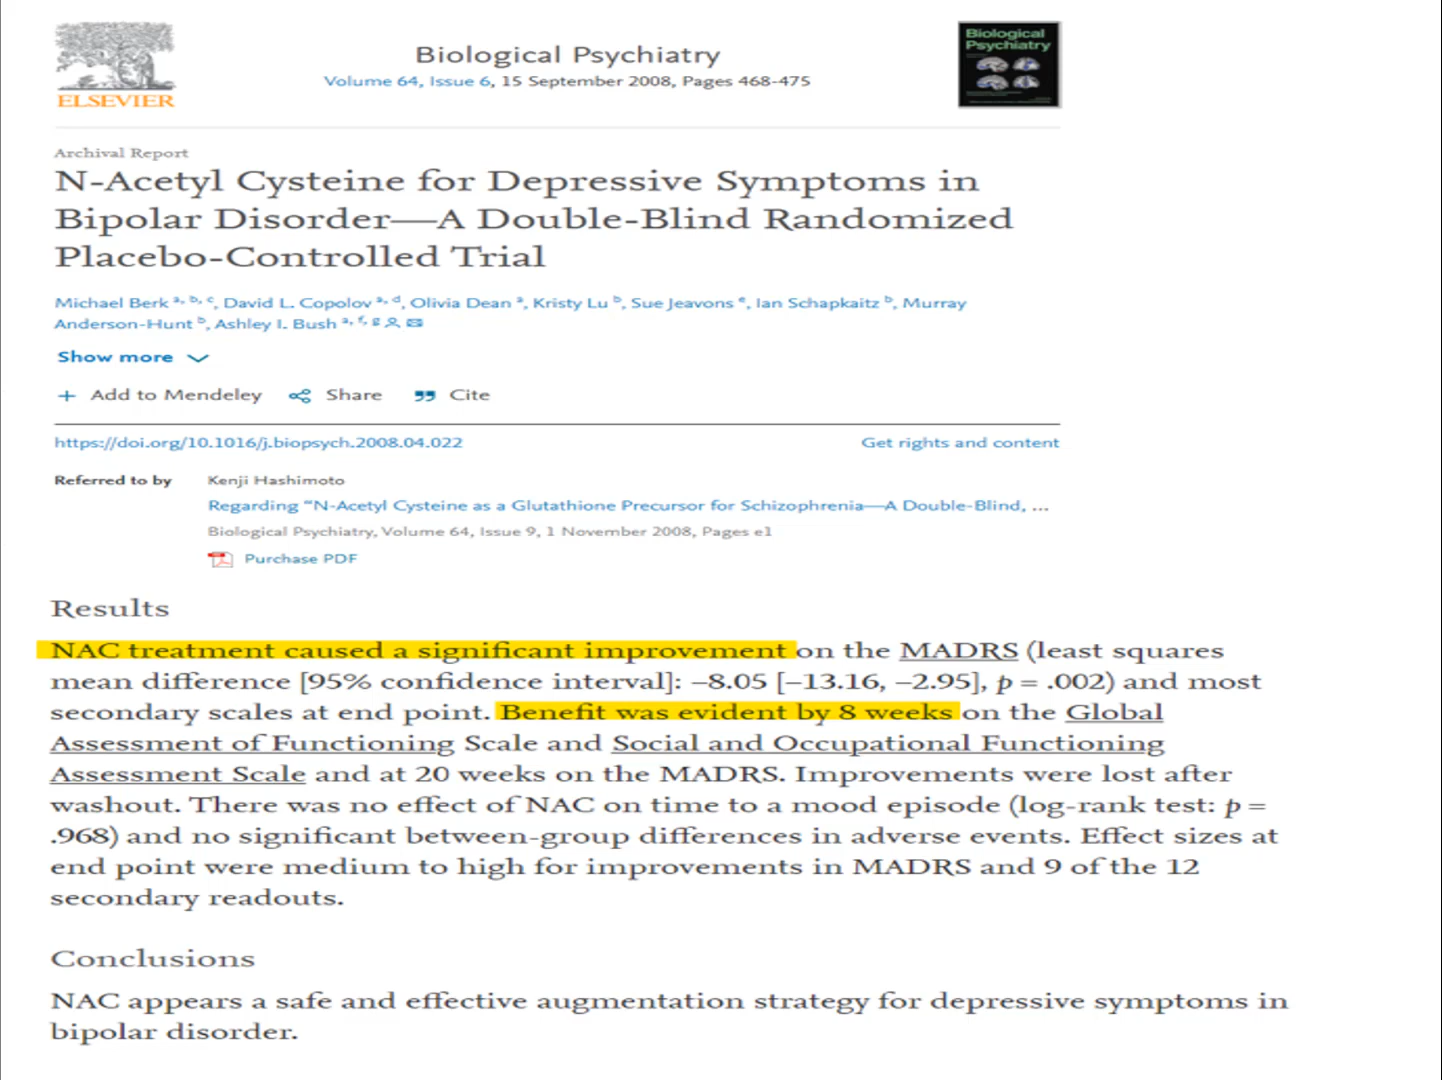 ELSEVIER
Biological Psychiatry
Volume 64, Issue 6, 15 September 2008, Pages 468-475
Biological
Psychiatry
Archival Report
N-Acetyl Cysteine for Depressive Symptoms in
Bipolar Disorder—A Double-Blind Randomized
Placebo-Controlled Trial
Michael Berk a, b, c, David L. Copolov a, d, Olivia Dean a, Kristy Lu b, Sue Jeavons e, Ian Schapkaitz b, Murray
Anderson-Hunt b, Ashley I. Bush a, f, g
Show more
+ Add to Mendeley Share Cite
https://doi.org/10.1016/j.biopsych.2008.04.022 Get rights and content
Referred to by Kenji Hashimoto
Regarding “N-Acetyl Cysteine as a Glutathione Precursor for Schizophrenia—A Double-Blind, ...
Biological Psychiatry, Volume 64, Issue 9, 1 November 2008, Pages e1
Purchase PDF
Results
NAC treatment caused a significant improvement on the MADRS (least squares
mean difference [95% confidence interval]: –8.05 [–13.16, –2.95], p = .002) and most
secondary scales at end point. Benefit was evident by 8 weeks on the Global
Assessment of Functioning Scale and Social and Occupational Functioning
Assessment Scale and at 20 weeks on the MADRS. Improvements were lost after
washout. There was no effect of NAC on time to a mood episode (log-rank test: p =
.968) and no significant between-group differences in adverse events. Effect sizes at
end point were medium to high for improvements in MADRS and 9 of the 12
secondary readouts.
Conclusions
NAC appears a safe and effective augmentation strategy for depressive symptoms in
bipolar disorder.